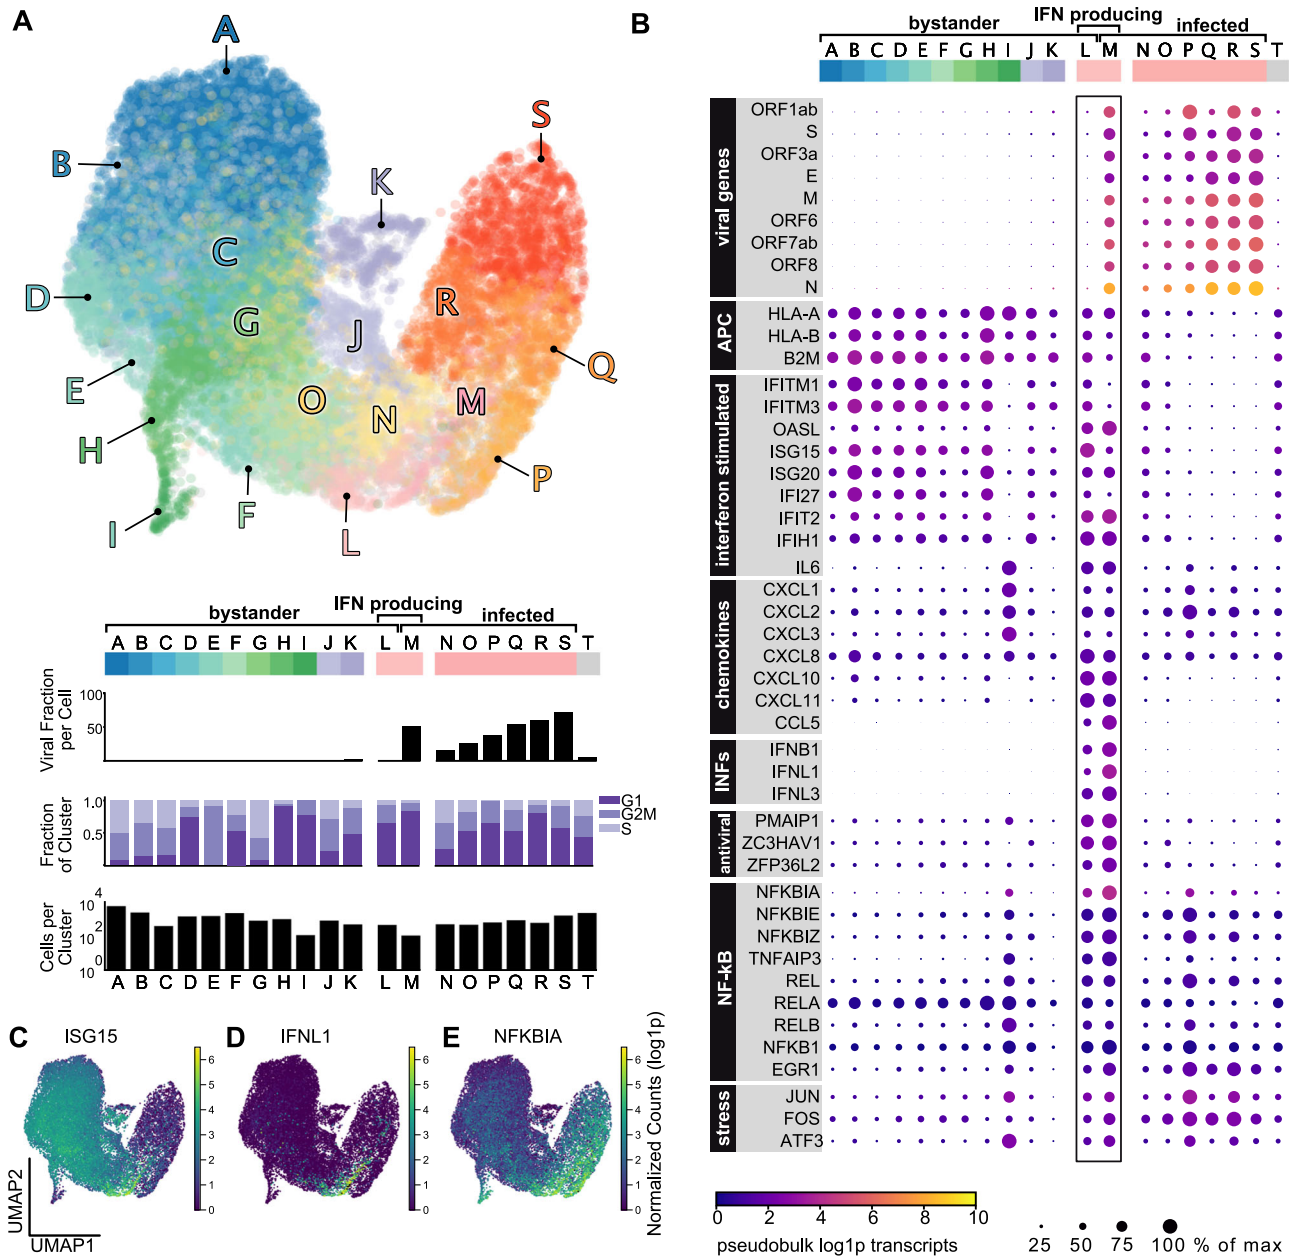 A
A
B
C
D
E
F
G
H
I
J
K
L
M
N
O
P
Q
R
S
bystander IFN producing infected
A B C D E F G H I J K L M N O P Q R S T
Viral Fraction
per Cell
100
50
Fraction
of Cluster
1.0
0.5
G1
G2M
S
Cells per
Cluster
10 4
2
10 0
A B C D E F G H I J K L M N O P Q R S T
B
bystander IFN producing infected
A B C D E F G H I J K L M N O P Q R S T
viral genes
ORF1ab
S
ORF3a
E
M
ORF6
ORF7ab
ORF8
N
APC
HLA-A
HLA-B
B2M
interferon stimulated
IFITM1
IFITM3
OASL
ISG15
ISG20
IFI27
IFIT2
IFIH1
IL6
chemokines
CXCL1
CXCL2
CXCL3
CXCL8
CXCL10
CXCL11
CCL5
INFs
IFNB1
IFNL1
IFNL3
antiviral
PMAIP1
ZC3HAV1
ZFP36L2
NF-kB
NFKBIA
NFKBIE
NFKBIZ
TNFAIP3
REL
RELA
RELB
NFKB1
EGR1
stress
JUN
FOS
ATF3
0 2 4 6 8 10
pseudobulk log1p transcripts
25 50 75 100 % of max
C ISG15
6
5
4
3
2
1
0
UMAP2
UMAP1
D IFNL1
6
5
4
3
2
1
0
E NFKBIA
6
5
4
3
2
1
0
Normalized Counts (log1p)